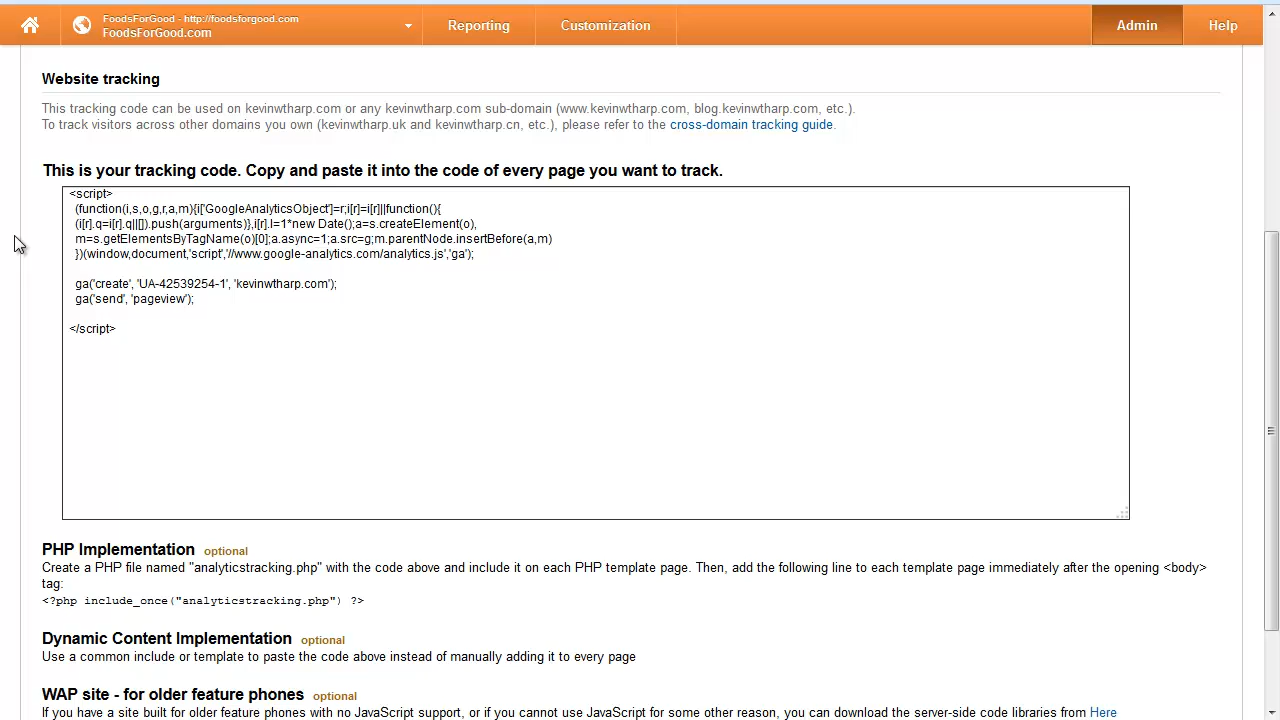 FoodsForGood - http://foodsforgood.com
FoodsForGood.com
Reporting
Customization
Admin
Help
Website tracking
This tracking code can be used on kevinwtharp.com or any kevinwtharp.com sub-domain (www.kevinwtharp.com, blog.kevinwtharp.com, etc.).
To track visitors across other domains you own (kevinwtharp.uk and kevinwtharp.cn, etc.), please refer to the cross-domain tracking guide.
This is your tracking code. Copy and paste it into the code of every page you want to track.
<script>
(function(i,s,o,g,r,a,m){i['GoogleAnalyticsObject']=r;i[r]=i[r]||function(){
(i[r].q=i[r].q||[]).push(arguments)},i[r].l=1*new Date();a=s.createElement(o),
m=s.getElementsByTagName(o)[0];a.async=1;a.src=g;m.parentNode.insertBefore(a,m)
})(window,document,'script','//www.google-analytics.com/analytics.js','ga');
ga('create', 'UA-42539254-1', 'kevinwtharp.com');
ga('send', 'pageview');
</script>
PHP Implementation optional
Create a PHP file named "analyticstracking.php" with the code above and include it on each PHP template page. Then, add the following line to each template page immediately after the opening <body>
tag:
<?php include_once("analyticstracking.php") ?>
Dynamic Content Implementation optional
Use a common include or template to paste the code above instead of manually adding it to every page
WAP site - for older feature phones optional
If you have a site built for older feature phones with no JavaScript support, or if you cannot use JavaScript for some other reason, you can download the server-side code libraries from Here